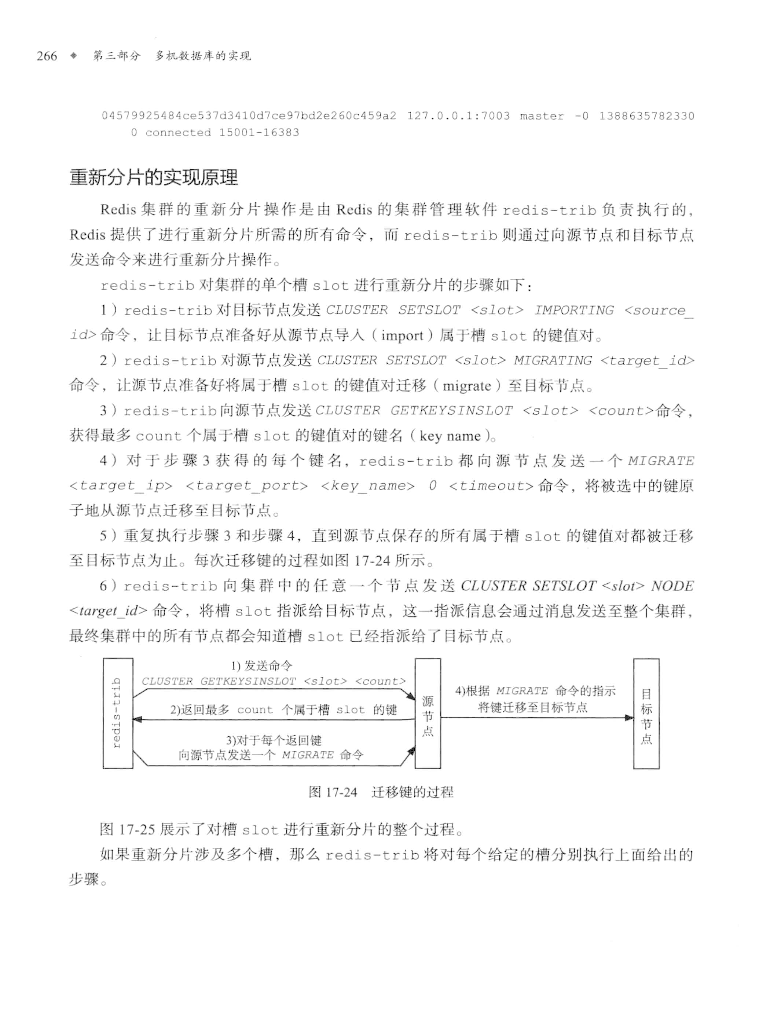 266 ◆ 第三部分 多机数据库的实现
04579925484ce537d3410d7ce97bd2e260c459a2 127.0.0.1:7003 master -0 1388635782330
0 connected 15001-16383
重新分片的实现原理
Redis 集群的重新分片操作是由 Redis 的集群管理软件 redis-trib 负责执行的，
Redis 提供了进行重新分片所需的所有命令，而 redis-trib 则通过向源节点和目标节点
发送命令来进行重新分片操作。
redis-trib 对集群的单个槽 slot 进行重新分片的步骤如下：
1）redis-trib 对目标节点发送 CLUSTER SETSLOT <slot> IMPORTING <source_
id> 命令，让目标节点准备好从源节点导入（import）属于槽 slot 的键值对。
2）redis-trib 对源节点发送 CLUSTER SETSLOT <slot> MIGRATING <target_id>
命令，让源节点准备好将属于槽 slot 的键值对迁移（migrate）至目标节点。
3）redis-trib 向源节点发送 CLUSTER GETKEYSINSLOT <slot> <count>命令，
获得最多 count 个属于槽 slot 的键值对的键名（key name）。
4）对于步骤 3 获得的每个键名，redis-trib 都向源节点发送一个 MIGRATE
<target_ip> <target_port> <key_name> 0 <timeout> 命令，将被选中的键原
子地从源节点迁移至目标节点。
5）重复执行步骤 3 和步骤 4，直到源节点保存的所有属于槽 slot 的键值对都被迁移
至目标节点为止。每次迁移键的过程如图 17-24 所示。
6）redis-trib 向集群中的任意一个节点发送 CLUSTER SETSLOT <slot> NODE
<target_id> 命令，将槽 slot 指派给目标节点，这一指派信息会通过消息发送至整个集群，
最终集群中的所有节点都会知道槽 slot 已经指派给了目标节点。
redis-trib
1) 发送命令
CLUSTER GETKEYSINSLOT <slot> <count>
2)返回最多 count 个属于槽 slot 的键
3)对于每个返回键
向源节点发送一个 MIGRATE 命令
源节点
4)根据 MIGRATE 命令的指示
将键迁移至目标节点
目标节点
图 17-24 迁移键的过程
图 17-25 展示了对槽 slot 进行重新分片的整个过程。
如果重新分片涉及多个槽，那么 redis-trib 将对每个给定的槽分别执行上面给出的
步骤。